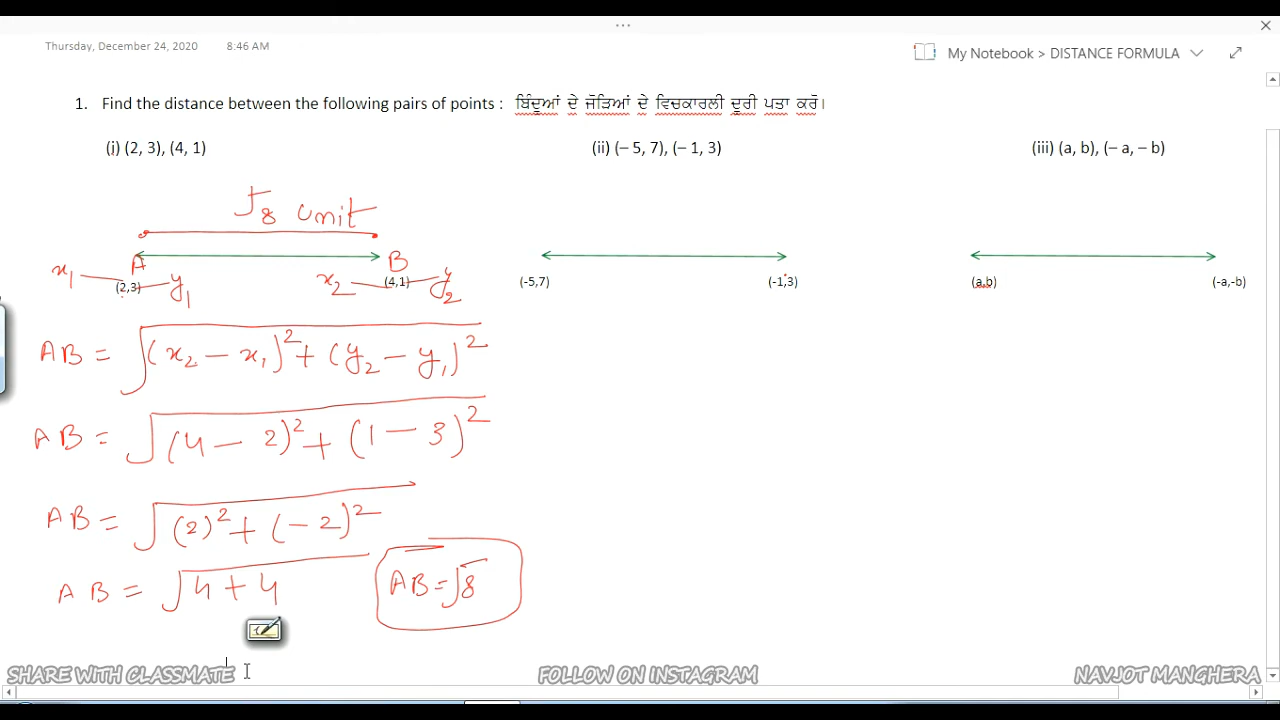 Thursday, December 24, 2020 8:46 AM
My Notebook > DISTANCE FORMULA
1. Find the distance between the following pairs of points : ਬਿੰਦੂਆਂ ਦੇ ਜੋੜਿਆਂ ਦੇ ਵਿਚਕਾਰਲੀ ਦੂਰੀ ਪਤਾ ਕਰੋ।
(i) (2, 3), (4, 1) (ii) (– 5, 7), (– 1, 3) (iii) (a, b), (– a, – b)
√8 unit
A B
x₁ (2,3) y₁ x₂ (4,1) y₂ (-5,7) (-1,3) (a,b) (-a,-b)
AB = √(x₂ – x₁)² + (y₂ – y₁)²
AB = √(4 – 2)² + (1 – 3)²
AB = √(2)² + (– 2)²
AB = √4 + 4 AB = √8
SHARE WITH CLASSMATE FOLLOW ON INSTAGRAM NAVJOT MANGHERA